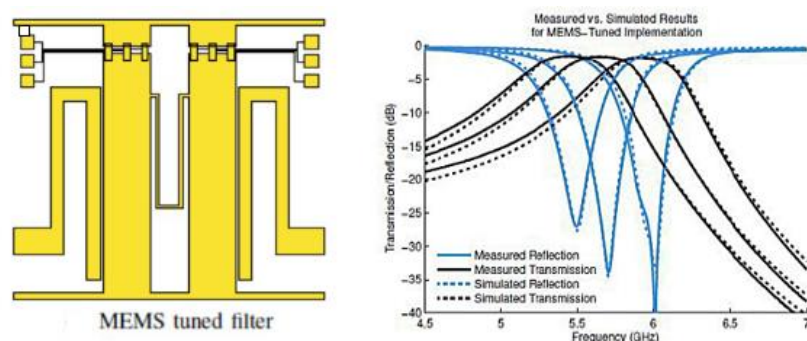 MEMS tuned filter
Measured vs. Simulated Results
for MEMS-Tuned Implementation
Transmission/Reflection (dB)
0
-5
-10
-15
-20
-25
-30
-35
-40
Measured Reflection
Measured Transmission
Simulated Reflection
Simulated Transmission
4.5
5
5.5
6
6.5
Frequency (GHz)